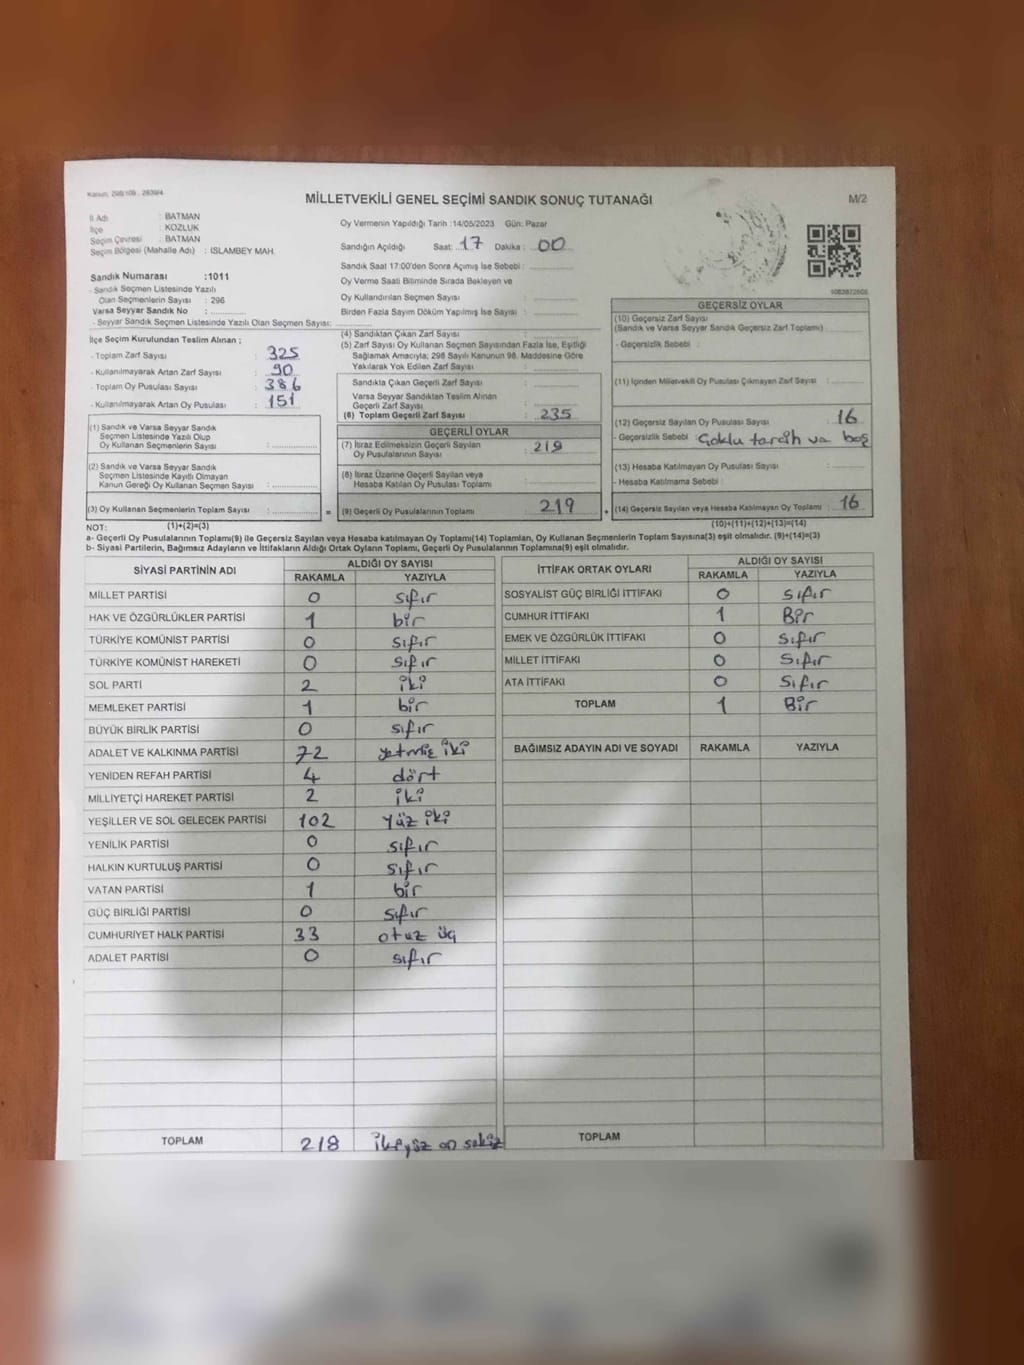 Kanun: 298/109 , 2839/4
MİLLETVEKİLİ GENEL SEÇİMİ SANDIK SONUÇ TUTANAĞI
M/2
İl Adı : BATMAN
İlçe : KOZLUK
Seçim Çevresi : BATMAN
Seçim Bölgesi (Mahalle Adı) : ISLAMBEY MAH.
Sandık Numarası :1011
- Sandık Seçmen Listesinde Yazılı
Olan Seçmenlerin Sayısı : 296
Varsa Seyyar Sandık No :
- Seyyar Sandık Seçmen Listesinde Yazılı Olan Seçmen Sayısı:
İlçe Seçim Kurulundan Teslim Alınan ;
- Toplam Zarf Sayısı : 325
- Kullanılmayarak Artan Zarf Sayısı : 90
- Toplam Oy Pusulası Sayısı : 386
- Kullanılmayarak Artan Oy Pusulası : 151
(1) Sandık ve Varsa Seyyar Sandık
Seçmen Listesinde Yazılı Olup
Oy Kullanan Seçmenlerin Sayısı :
(2) Sandık ve Varsa Seyyar Sandık
Seçmen Listesinde Kayıtlı Olmayan
Kanun Gereği Oy Kullanan Seçmen Sayısı :
(3) Oy Kullanan Seçmenlerin Toplam Sayısı : =
Oy Vermenin Yapıldığı Tarih :14/05/2023 Gün: Pazar
Sandığın Açıldığı Saat: 17 Dakika : 00
Sandık Saat 17:00'den Sonra Açımış İse Sebebi :
Oy Verme Saati Bitiminde Sırada Bekleyen ve
Oy Kullandırılan Seçmen Sayısı :
Birden Fazla Sayım Döküm Yapılmış İse Sayısı :
(4) Sandıktan Çıkan Zarf Sayısı :
(5) Zarf Sayısı Oy Kullanan Seçmen Sayısından Fazla İse, Eşitliği
Sağlamak Amacıyla; 298 Sayılı Kanunun 98. Maddesine Göre
Yakılarak Yok Edilen Zarf Sayısı :
Sandıkta Çıkan Geçerli Zarf Sayısı :
Varsa Seyyar Sandıktan Teslim Alınan
Geçerli Zarf Sayısı :
(6) Toplam Geçerli Zarf Sayısı : 235
GEÇERLİ OYLAR
(7) İtiraz Edilmeksizin Geçerli Sayılan
Oy Pusulalarının Sayısı : 219
(8) İtiraz Üzerine Geçerli Sayılan veya
Hesaba Katılan Oy Pusulası Toplamı :
(9) Geçerli Oy Pusulalarının Toplamı : 219 +
1083872605
GEÇERSİZ OYLAR
(10) Geçersiz Zarf Sayısı
(Sandık ve Varsa Seyyar Sandık Geçersiz Zarf Toplamı) :
- Geçersizlik Sebebi :
(11) İçinden Milletvekili Oy Pusulası Çıkmayan Zarf Sayısı :
(12) Geçersiz Sayılan Oy Pusulası Sayısı : 16
- Geçersizlik Sebebi : Çoklu tercih va boş
(13) Hesaba Katılmayan Oy Pusulası Sayısı :
- Hesaba Katılmama Sebebi :
(14) Geçersiz Sayılan veya Hesaba Katılmayan Oy Toplamı : 16
NOT: (1)+(2)=(3) (10)+(11)+(12)+(13)=(14)
a- Geçerli Oy Pusulalarının Toplamı(9) ile Geçersiz Sayılan veya Hesaba katılmayan Oy Toplamı(14) Toplamları, Oy Kullanan Seçmenlerin Toplam Sayısına(3) eşit olmalıdır. (9)+(14)=(3)
b- Siyasi Partilerin, Bağımsız Adayların ve İttifakların Aldığı Ortak Oyların Toplamı, Geçerli Oy Pusulalarının Toplamına(9) eşit olmalıdır.
SİYASİ PARTİNİN ADI ALDIĞI OY SAYISI
RAKAMLA YAZIYLA
MİLLET PARTİSİ 0 sıfır
HAK VE ÖZGÜRLÜKLER PARTİSİ 1 bir
TÜRKİYE KOMÜNİST PARTİSİ 0 sıfır
TÜRKİYE KOMÜNİST HAREKETİ 0 sıfır
SOL PARTİ 2 iki
MEMLEKET PARTİSİ 1 bir
BÜYÜK BİRLİK PARTİSİ 0 sıfır
ADALET VE KALKINMA PARTİSİ 72 yetmiş iki
YENİDEN REFAH PARTİSİ 4 dört
MİLLİYETÇİ HAREKET PARTİSİ 2 iki
YEŞİLLER VE SOL GELECEK PARTİSİ 102 yüz iki
YENİLİK PARTİSİ 0 sıfır
HALKIN KURTULUŞ PARTİSİ 0 sıfır
VATAN PARTİSİ 1 bir
GÜÇ BİRLİĞİ PARTİSİ 0 sıfır
CUMHURİYET HALK PARTİSİ 33 otuz üç
ADALET PARTİSİ 0 sıfır
TOPLAM 218 ikiyüz on sekiz
İTTİFAK ORTAK OYLARI ALDIĞI OY SAYISI
RAKAMLA YAZIYLA
SOSYALİST GÜÇ BİRLİĞİ İTTİFAKI 0 sıfır
CUMHUR İTTİFAKI 1 Bir
EMEK VE ÖZGÜRLÜK İTTİFAKI 0 sıfır
MİLLET İTTİFAKI 0 Sıfır
ATA İTTİFAKI 0 Sıfır
TOPLAM 1 Bir
BAĞIMSIZ ADAYIN ADI VE SOYADI RAKAMLA YAZIYLA
TOPLAM